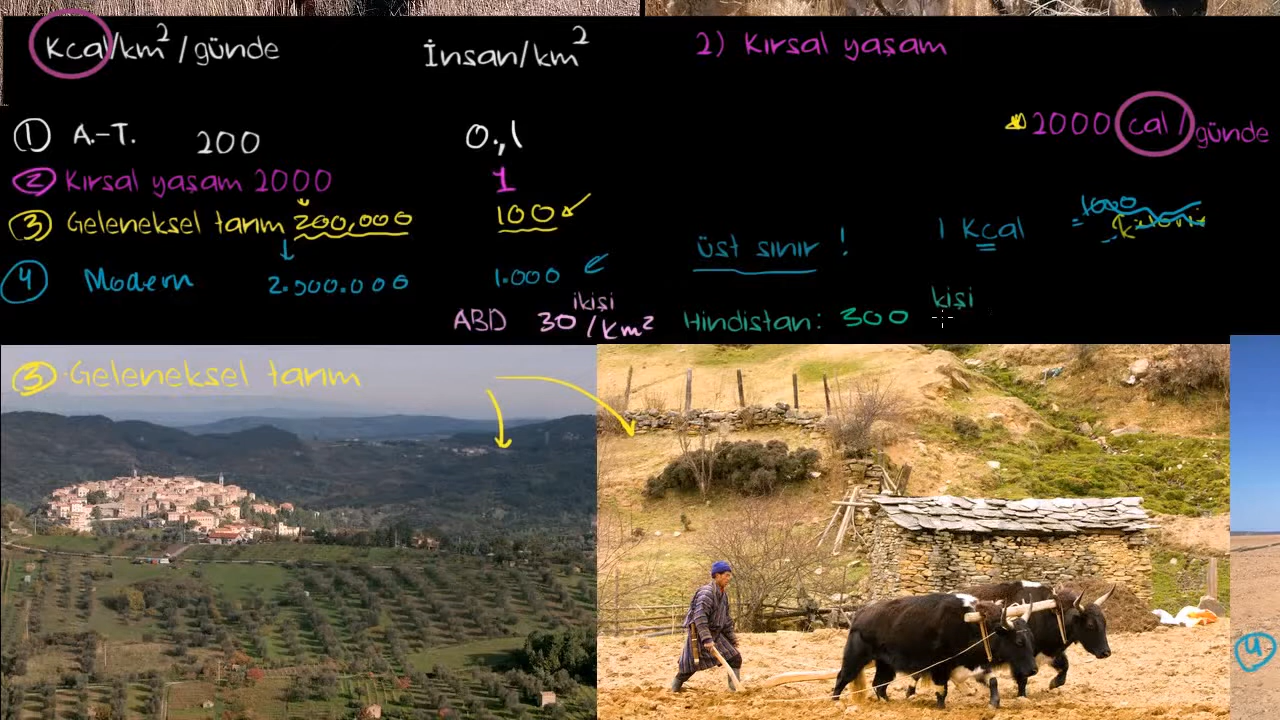 Kcal/km²/günde
İnsan/km²
2) Kırsal yaşam
2000 cal/günde
① A.-T. 200 0.,1
② Kırsal yaşam 2000 1
③ Geleneksel tarım 200,000 100
üst sınır !
1 Kcal
1000
④ Modern 2.000.000 1.000
ikişi
ABD 30/km²
kişi
Hindistan: 300
③ Geleneksel tarım
④